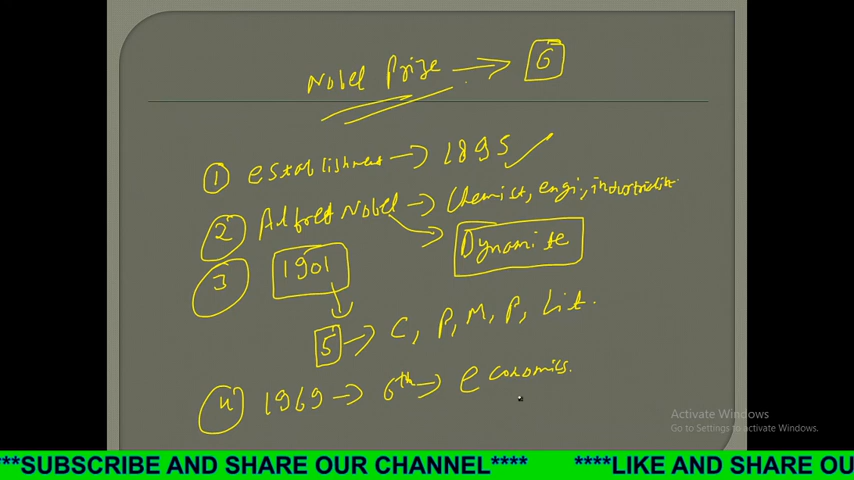 Nobel Prize → 6
① establishment → 1895 ✓
② Alfred Nobel → Chemist, engi, industrialist
Dynamite
③ 1901
5 → C, P, M, P, Lit.
④ 1969 → 6th → economics.
Activate Windows
Go to Settings to activate Windows.
***SUBSCRIBE AND SHARE OUR CHANNEL**** ****LIKE AND SHARE OU